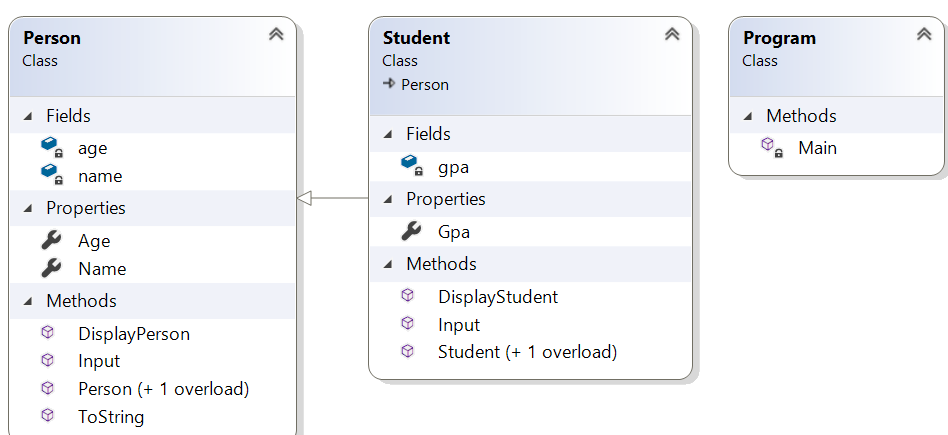 Person
Class
Fields
age
name
Properties
Age
Name
Methods
DisplayPerson
Input
Person (+ 1 overload)
ToString
Student
Class
Person
Fields
gpa
Properties
Gpa
Methods
DisplayStudent
Input
Student (+ 1 overload)
Program
Class
Methods
Main